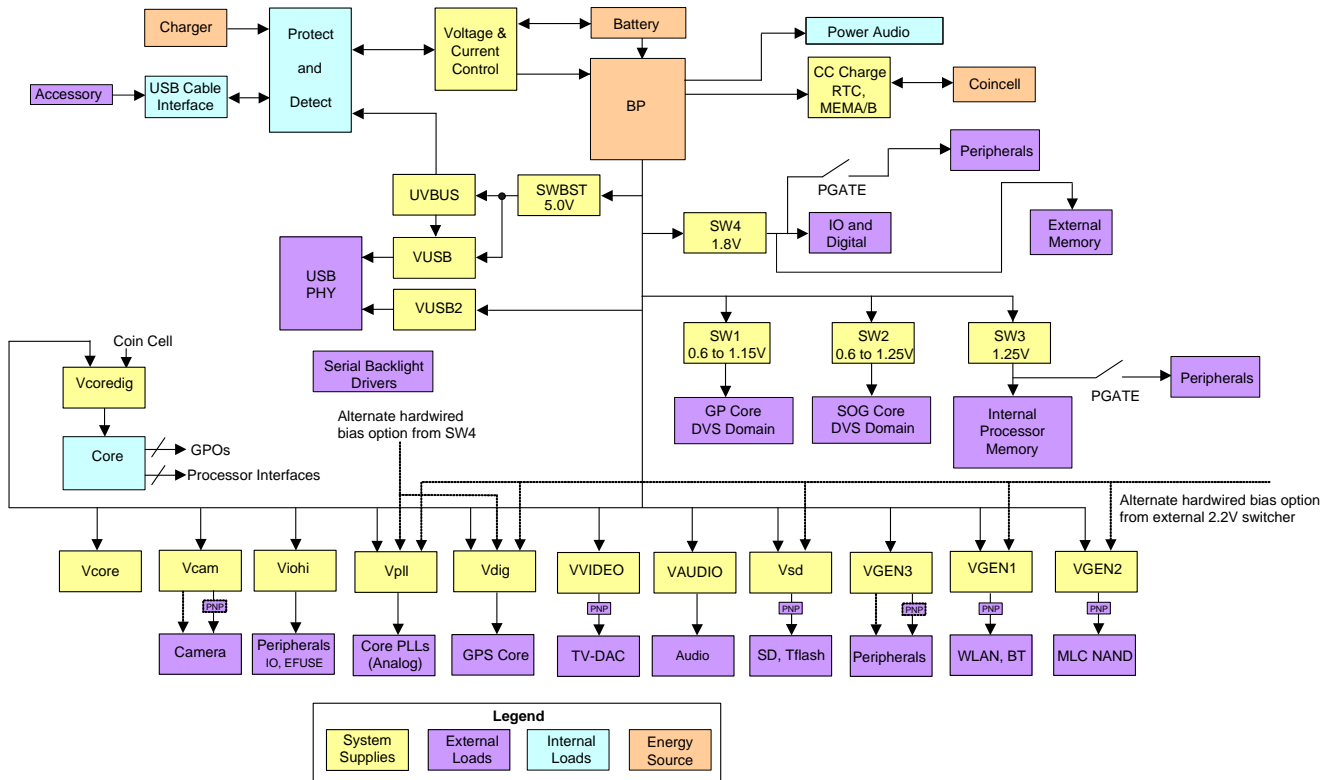 Charger
Protect
and
Detect
Voltage &
Current
Control
Battery
Power Audio
Accessory
USB Cable
Interface
BP
CC Charge
RTC,
MEMA/B
Coincell
Peripherals
PGATE
UVBUS
SWBST
5.0V
SW4
1.8V
IO and
Digital
External
Memory
USB
PHY
VUSB
VUSB2
SW1
0.6 to 1.15V
SW2
0.6 to 1.25V
SW3
1.25V
Coin Cell
Vcoredig
Serial Backlight
Drivers
PGATE
Peripherals
GP Core
DVS Domain
SOG Core
DVS Domain
Internal
Processor
Memory
Alternate hardwired
bias option from SW4
Core
GPOs
Processor Interfaces
Alternate hardwired bias option
from external 2.2V switcher
Vcore
Vcam
Viohi
Vpll
Vdig
VVIDEO
VAUDIO
Vsd
VGEN3
VGEN1
VGEN2
PNP
PNP
PNP
PNP
PNP
PNP
Camera
Peripherals
IO, EFUSE
Core PLLs
(Analog)
GPS Core
TV-DAC
Audio
SD, Tflash
Peripherals
WLAN, BT
MLC NAND
Legend
System
Supplies
External
Loads
Internal
Loads
Energy
Source